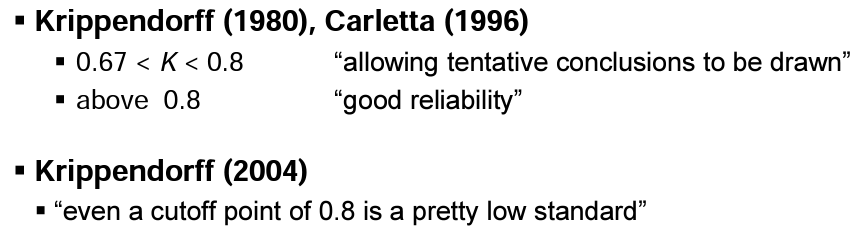 ▪ Krippendorff (1980), Carletta (1996)
▪ 0.67 < K < 0.8 “allowing tentative conclusions to be drawn”
▪ above 0.8 “good reliability”
▪ Krippendorff (2004)
▪ “even a cutoff point of 0.8 is a pretty low standard”